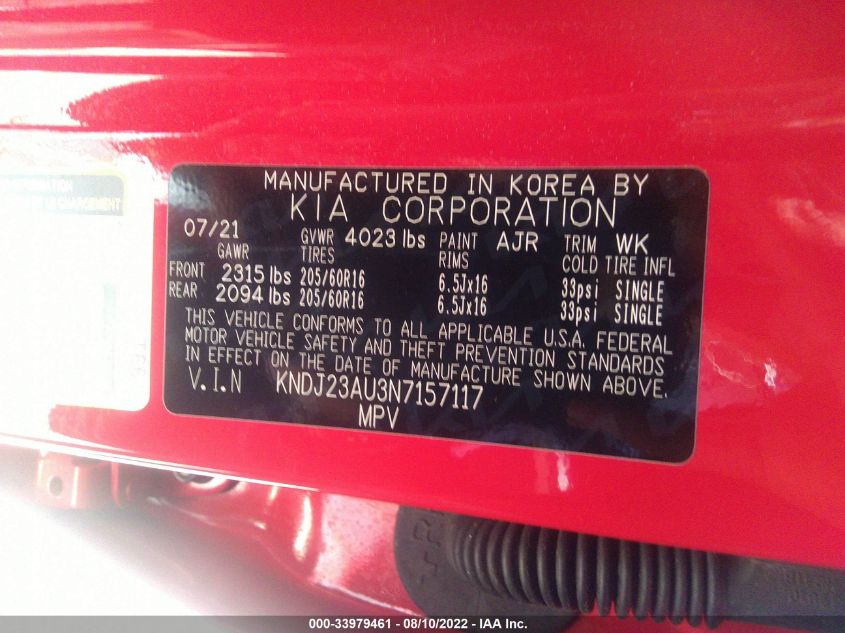 MANUFACTURED IN KOREA BY
KIA CORPORATION
07/21 GVWR 4023 lbs PAINT AJR TRIM WK
GAWR TIRES RIMS COLD TIRE INFL
FRONT 2315 lbs 205/60R16 6.5Jx16 33psi SINGLE
REAR 2094 lbs 205/60R16 6.5Jx16 33psi SINGLE
THIS VEHICLE CONFORMS TO ALL APPLICABLE U.S.A. FEDERAL
MOTOR VEHICLE SAFETY AND THEFT PREVENTION STANDARDS
IN EFFECT ON THE DATE OF MANUFACTURE SHOWN ABOVE.
V.I.N KNDJ23AU3N7157117
MPV
LE CHARGEMENT
000-33979461 - 08/10/2022 - IAA Inc.